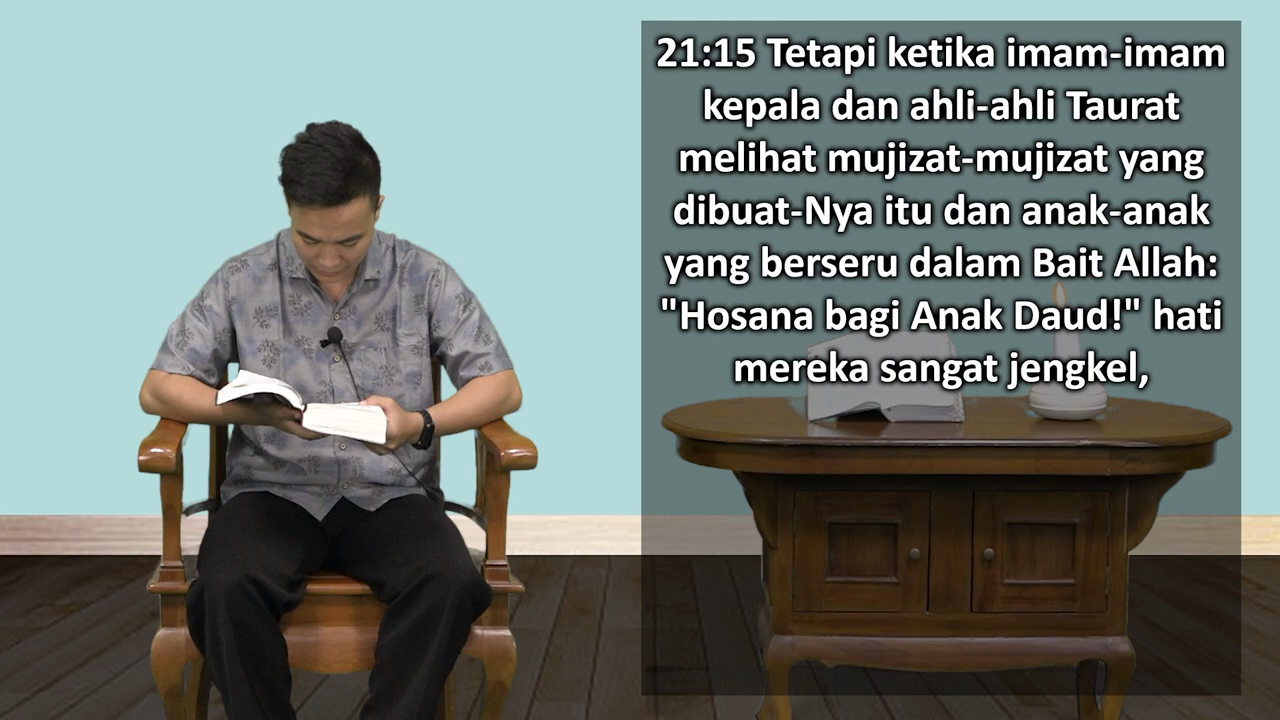 21:15 Tetapi ketika imam-imam
kepala dan ahli-ahli Taurat
melihat mujizat-mujizat yang
dibuat-Nya itu dan anak-anak
yang berseru dalam Bait Allah:
"Hosana bagi Anak Daud!" hati
mereka sangat jengkel,